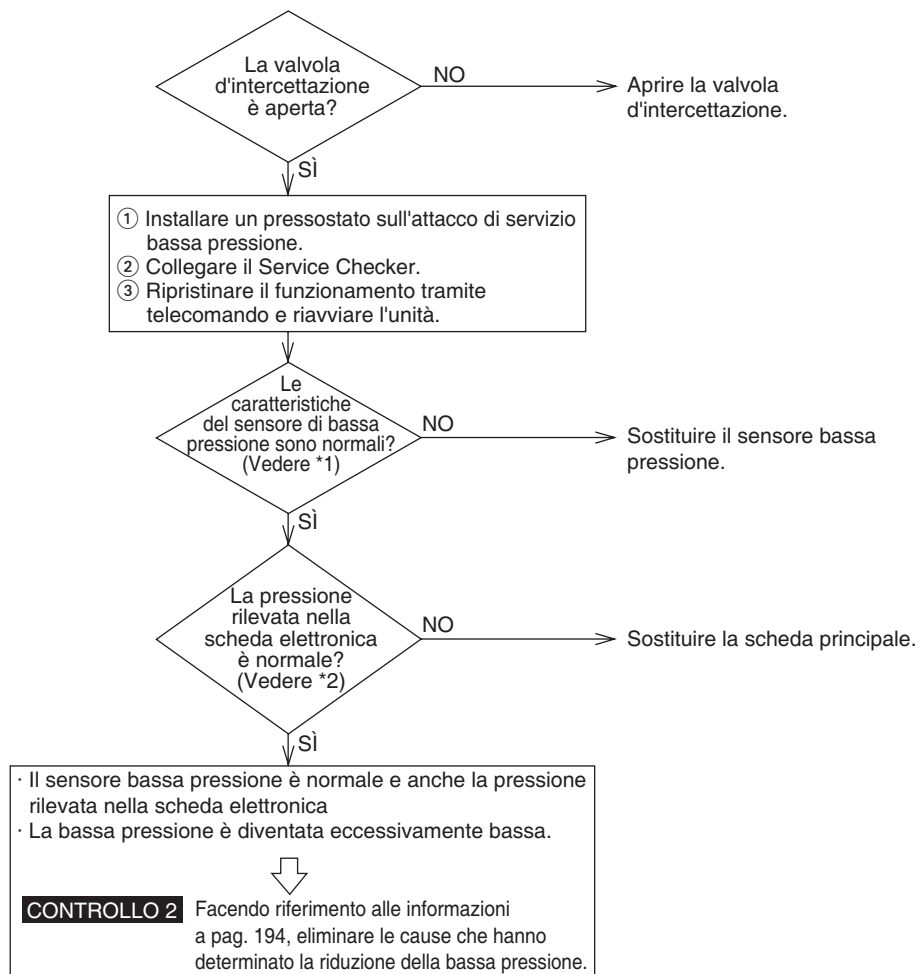 La valvola
d'intercettazione
è aperta?
NO
Aprire la valvola
d'intercettazione.
SÌ
① Installare un pressostato sull'attacco di servizio
bassa pressione.
② Collegare il Service Checker.
③ Ripristinare il funzionamento tramite
telecomando e riavviare l'unità.
Le
caratteristiche
del sensore di bassa
pressione sono normali?
(Vedere *1)
NO
Sostituire il sensore bassa
pressione.
SÌ
La pressione
rilevata nella
scheda elettronica
è normale?
(Vedere *2)
NO
Sostituire la scheda principale.
SÌ
· Il sensore bassa pressione è normale e anche la pressione
rilevata nella scheda elettronica
· La bassa pressione è diventata eccessivamente bassa.
CONTROLLO 2 Facendo riferimento alle informazioni
a pag. 194, eliminare le cause che hanno
determinato la riduzione della bassa pressione.